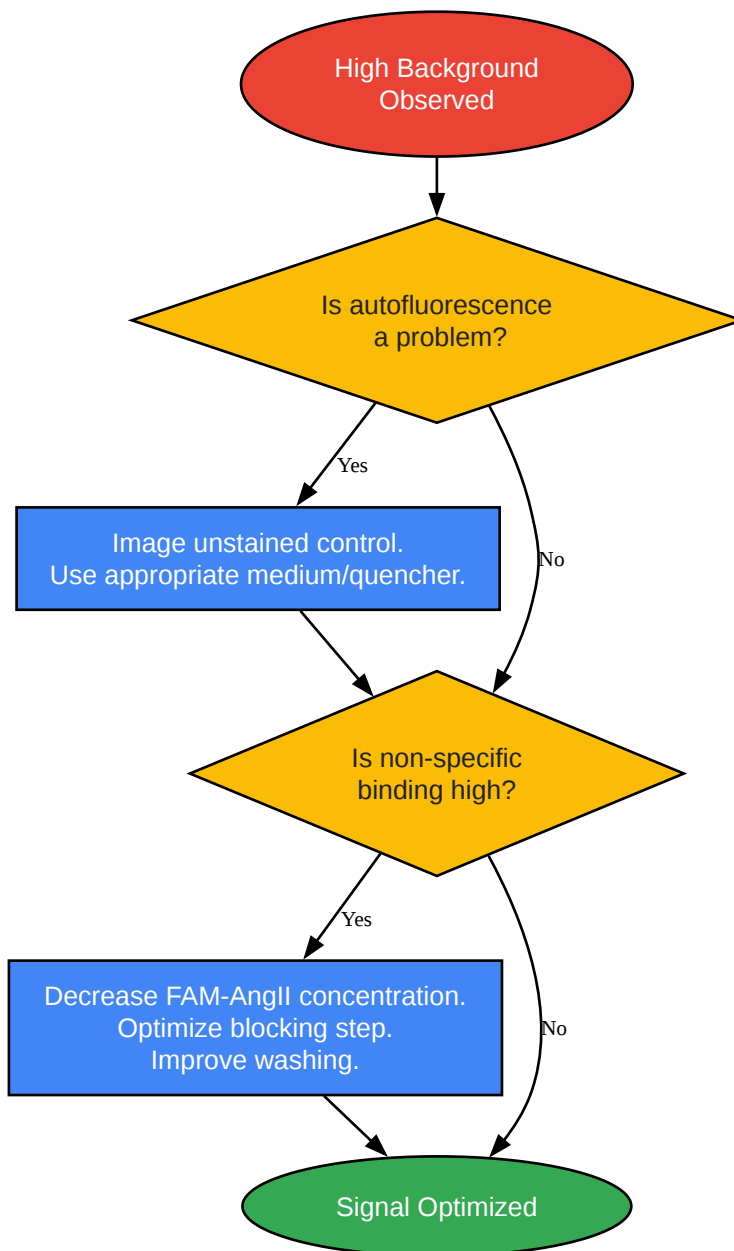 High Background
Observed
Is autofluorescence
a problem?
Yes
Image unstained control.
Use appropriate medium/quencher.
No
Is non-specific
binding high?
Yes
Decrease FAM-AngII concentration.
Optimize blocking step.
Improve washing.
No
Signal Optimized